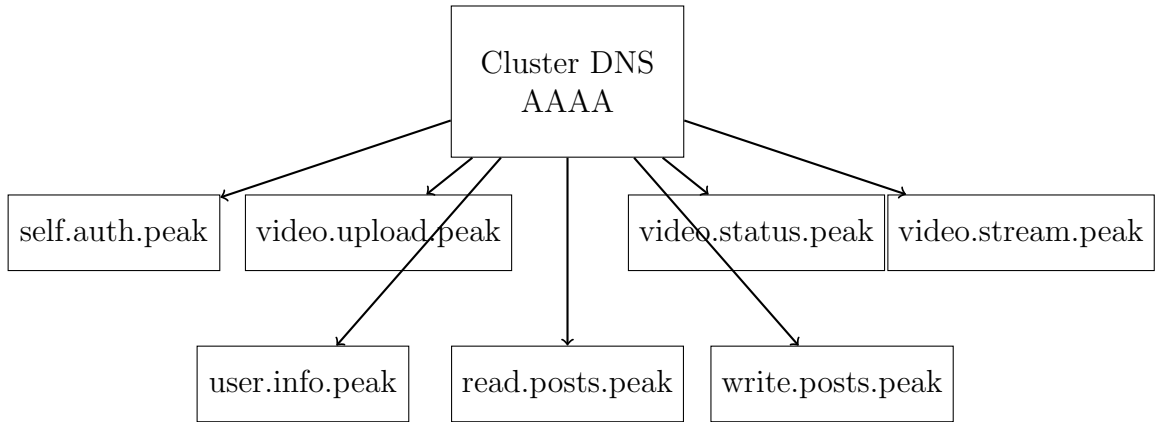 Cluster DNS
AAAA
self.auth.peak
video.upload.peak
video.status.peak
video.stream.peak
user.info.peak
read.posts.peak
write.posts.peak